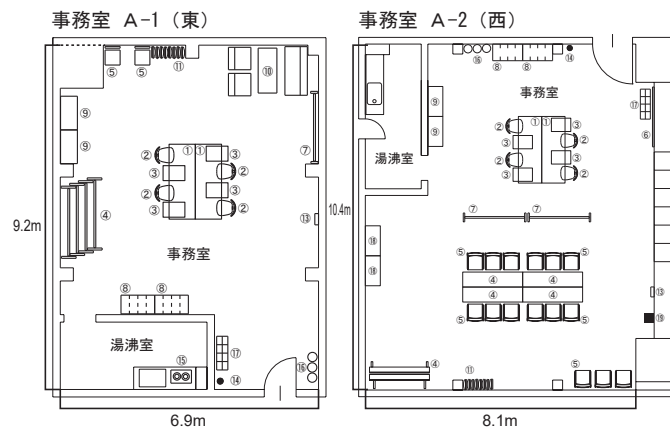 事務室 A-1（東）
⑤ ⑤ ⑪ ⑩
⑨
⑨
⑦
② ① ① ③
③ ②
② ③
③ ②
④
⑬
9.2m
事務室
⑧ ⑧
湯沸室
⑰
⑮ ⑭ ⑯
6.9m
事務室 A-2（西）
⑯ ⑧ ⑧ ⑭
事務室
⑨
⑨
⑰
⑥
湯沸室
② ① ① ③
③ ②
② ③
③ ②
10.4m
⑦ ⑦
⑱
⑱
⑤ ⑤
④ ④
④ ④
⑤ ⑤
⑬
⑲
④ ⑪ ⑤
8.1m